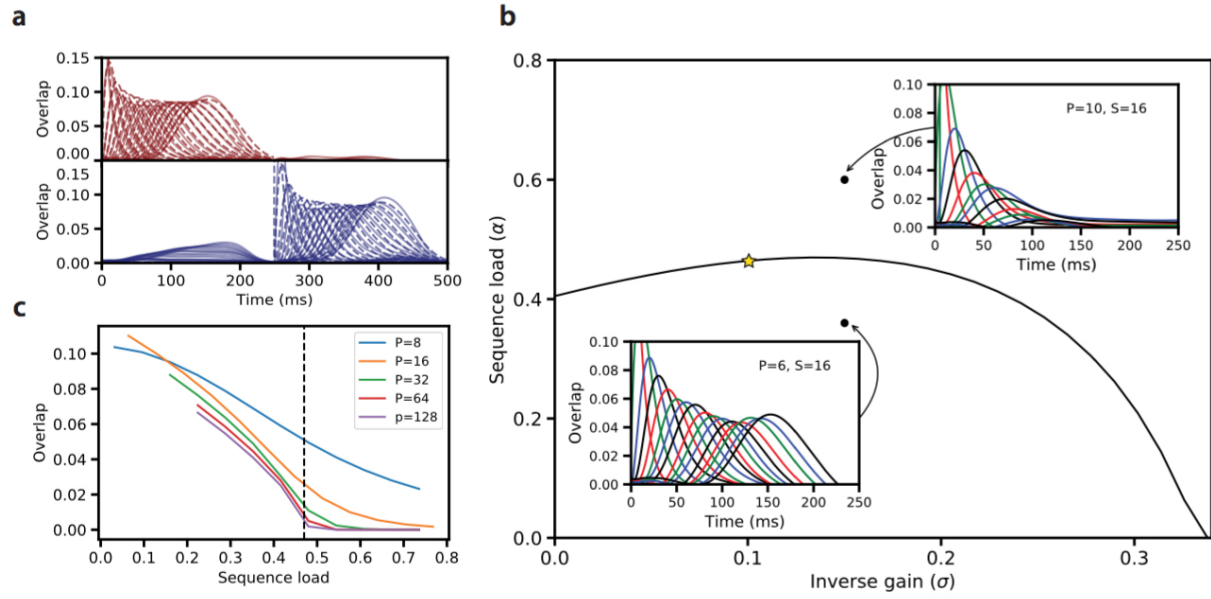 a
0.15
0.10
0.05
0.00
Overlap
0.15
0.10
0.05
0.00
Overlap
0 100 200 300 400 500
Time (ms)
b
0.8
0.6
0.4
0.2
0.0
Sequence load (α)
0.0 0.1 0.2 0.3
Inverse gain (σ)
0.10
0.08
0.06
0.04
0.02
0.00
Overlap
P=10, S=16
0 50 100 150 200 250
Time (ms)
0.10
0.08
0.06
0.04
0.02
0.00
Overlap
P=6, S=16
0 50 100 150 200 250
Time (ms)
c
0.10
0.08
0.06
0.04
0.02
0.00
Overlap
P=8
P=16
P=32
P=64
p=128
0.0 0.1 0.2 0.3 0.4 0.5 0.6 0.7 0.8
Sequence load